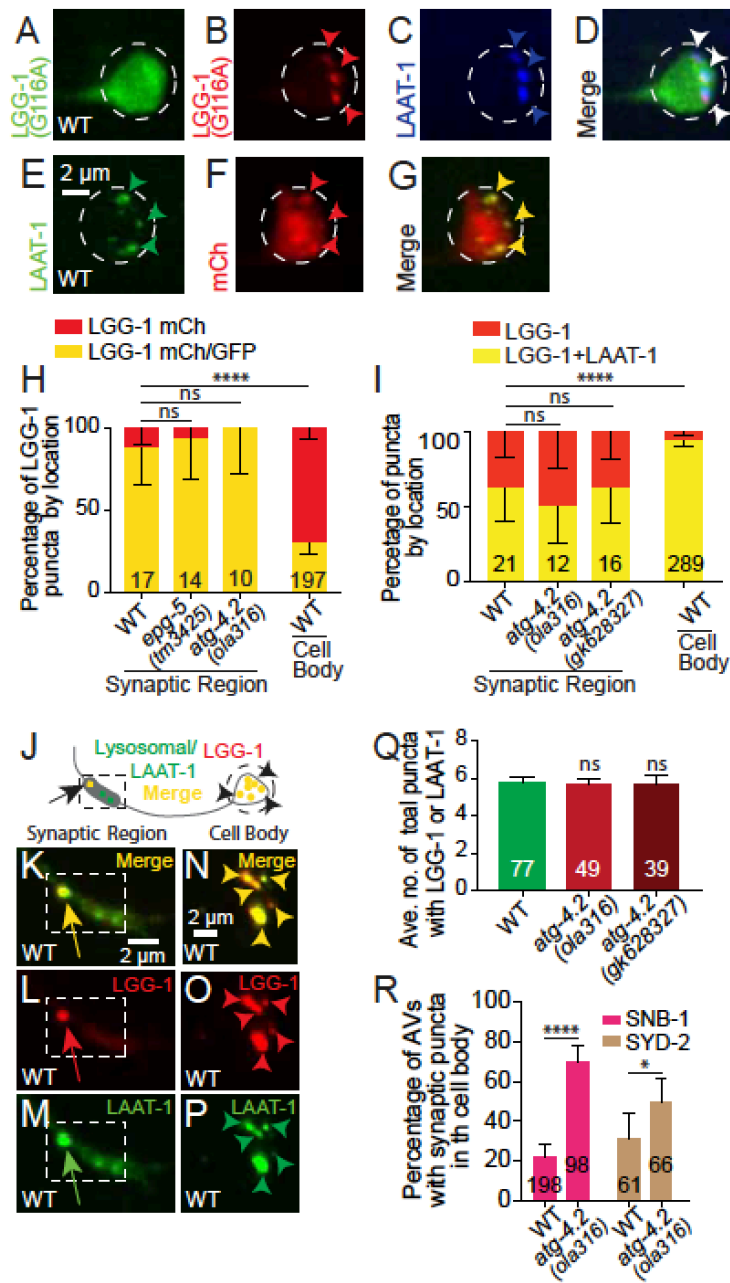 A
LGG-1
(G116A)
WT
B
LGG-1
(G116A)
C
LAAT-1
D
Merge
E
2 µm
LAAT-1
WT
F
mCh
G
Merge
LGG-1 mCh
LGG-1 mCh/GFP
LGG-1
LGG-1+LAAT-1
H
****
ns
ns
Percentage of LGG-1
puncta by location
100
50
0
17
14
10
197
WT
epg-5
(tm3425)
atg-4.2
(ola316)
WT
Synaptic Region
Cell
Body
I
****
ns
ns
Percetage of puncta
by location
100
50
0
21
12
16
289
WT
atg-4.2
(ola316)
atg-4.2
(gk628327)
WT
Synaptic Region
Cell
Body
J
Lysosomal/LGG-1
LAAT-1
Merge
Synaptic Region
Cell Body
K
Merge
WT
2 µm
N
Merge
2 µm
WT
L
LGG-1
WT
O
LGG-1
WT
M
LAAT-1
WT
P
LAAT-1
WT
Q
Ave. no. of toal puncta
with LGG-1 or LAAT-1
8
6
4
2
0
ns
ns
77
49
39
WT
atg-4.2
(ola316)
atg-4.2
(gk628327)
R
Percentage of AVs
with synaptic puncta
in th cell body
100
80
60
40
20
0
SNB-1
SYD-2
****
*
198
98
61
66
WT
atg-4.2
(ola316)
WT
atg-4.2
(ola316)